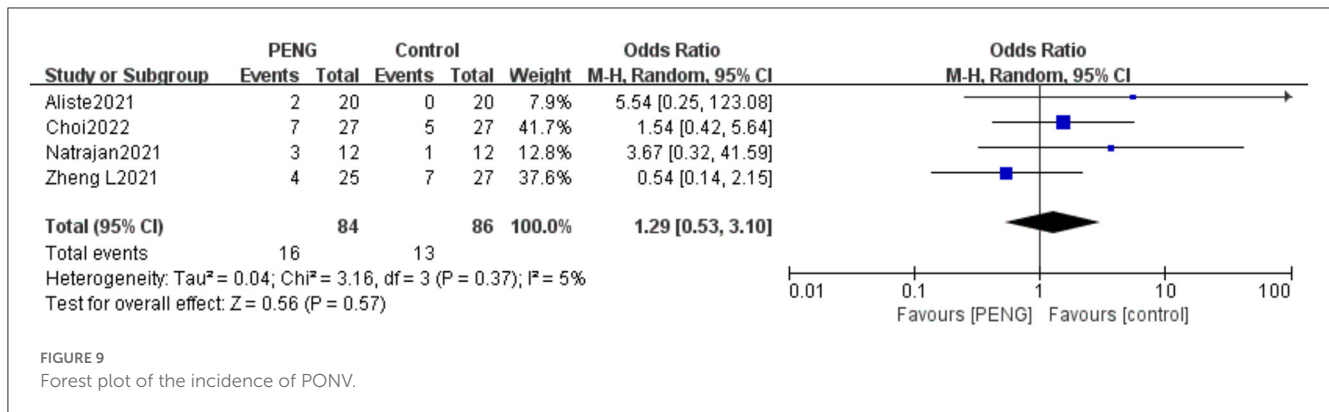 PENG Control Odds Ratio Odds Ratio
Study or Subgroup Events Total Events Total Weight M-H, Random, 95% CI M-H, Random, 95% CI
Aliste2021 2 20 0 20 7.9% 5.54 [0.25, 123.08]
Choi2022 7 27 5 27 41.7% 1.54 [0.42, 5.64]
Natrajan2021 3 12 1 12 12.8% 3.67 [0.32, 41.59]
Zheng L2021 4 25 7 27 37.6% 0.54 [0.14, 2.15]
Total (95% CI) 84 86 100.0% 1.29 [0.53, 3.10]
Total events 16 13
Heterogeneity: Tau² = 0.04; Chi² = 3.16, df = 3 (P = 0.37); I² = 5%
Test for overall effect: Z = 0.56 (P = 0.57)
0.01 0.1 1 10 100
Favours [PENG] Favours [control]
FIGURE 9
Forest plot of the incidence of PONV.